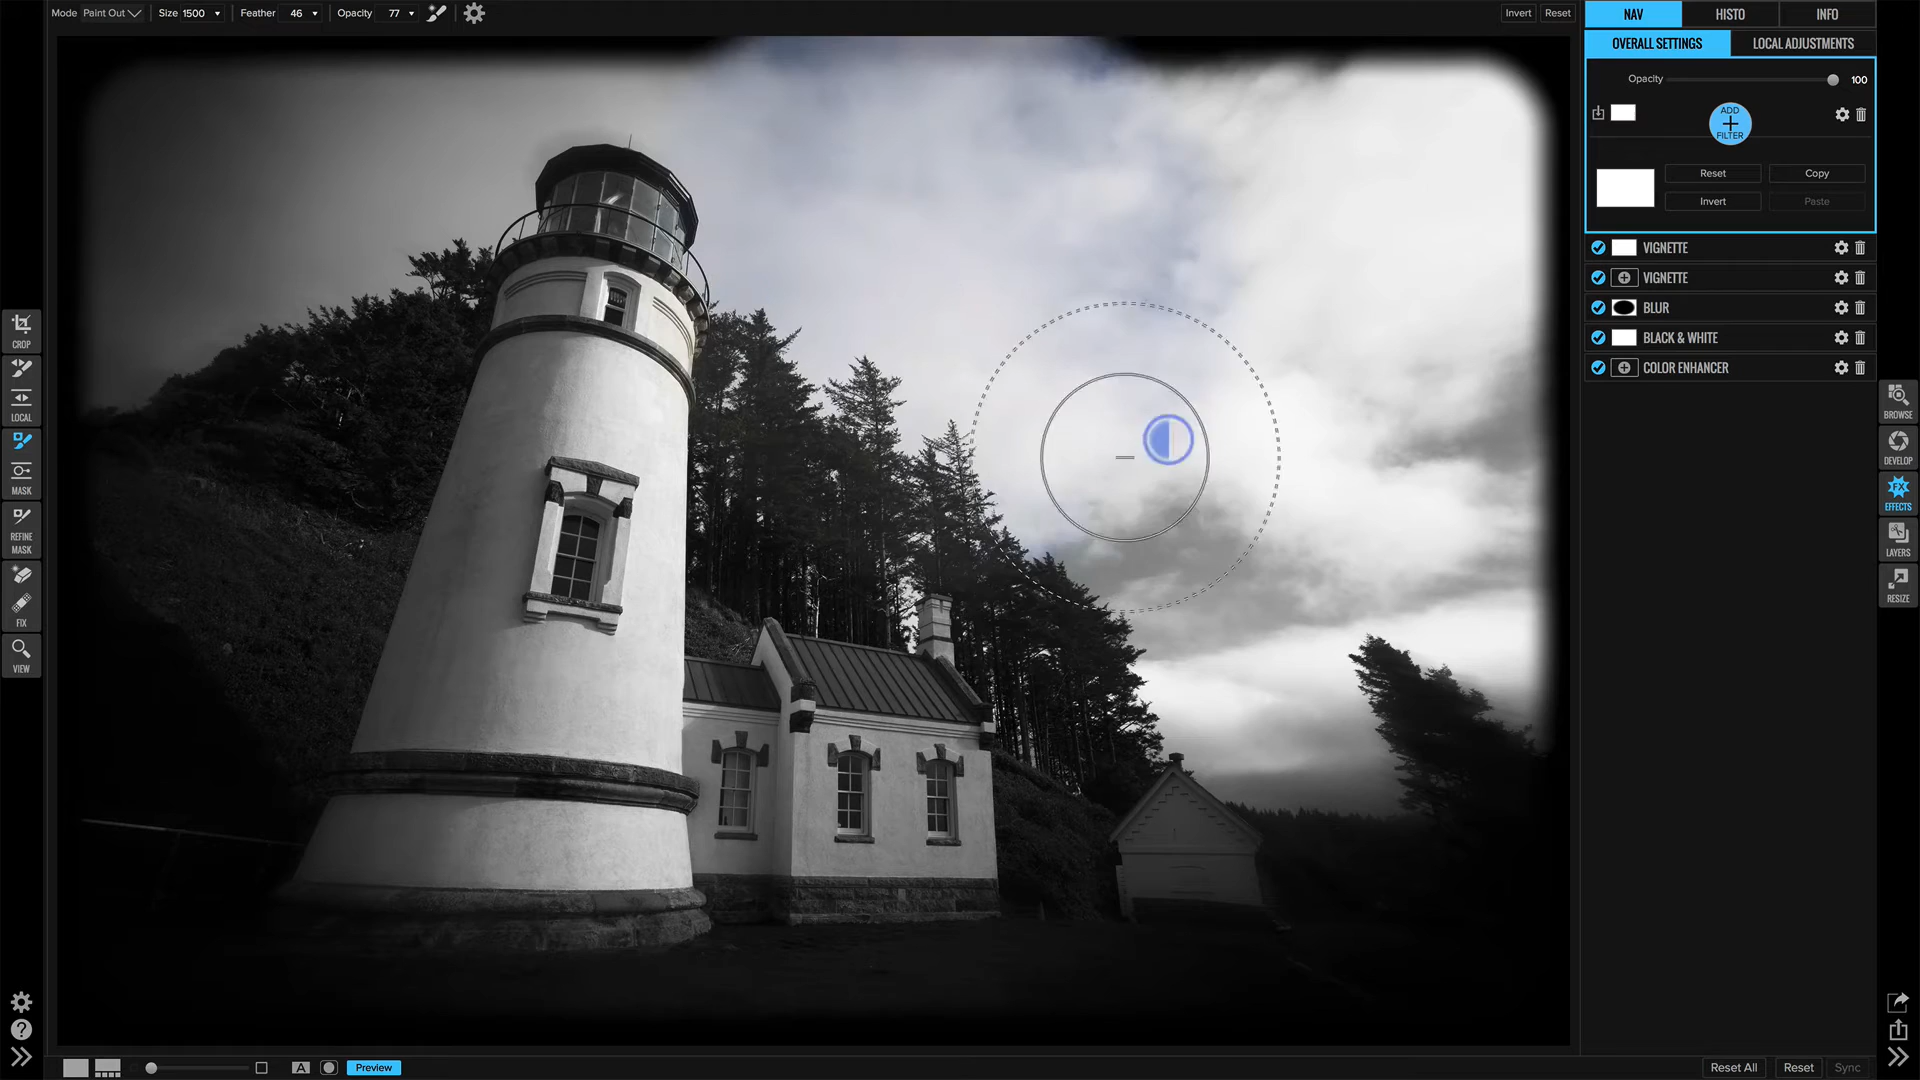 Mode Paint Out Size 1500 Feather 46 Opacity 77 Invert Reset
NAV HISTO INFO
OVERALL SETTINGS LOCAL ADJUSTMENTS
Opacity 100
ADD
FILTER
Reset Copy
Invert Paste
VIGNETTE
VIGNETTE
BLUR
BLACK & WHITE
COLOR ENHANCER
CROP
LOCAL
MASK
REFINE
MASK
FIX
VIEW
BROWSE
DEVELOP
FX
EFFECTS
LAYERS
RESIZE
A Preview Reset All Reset Sync